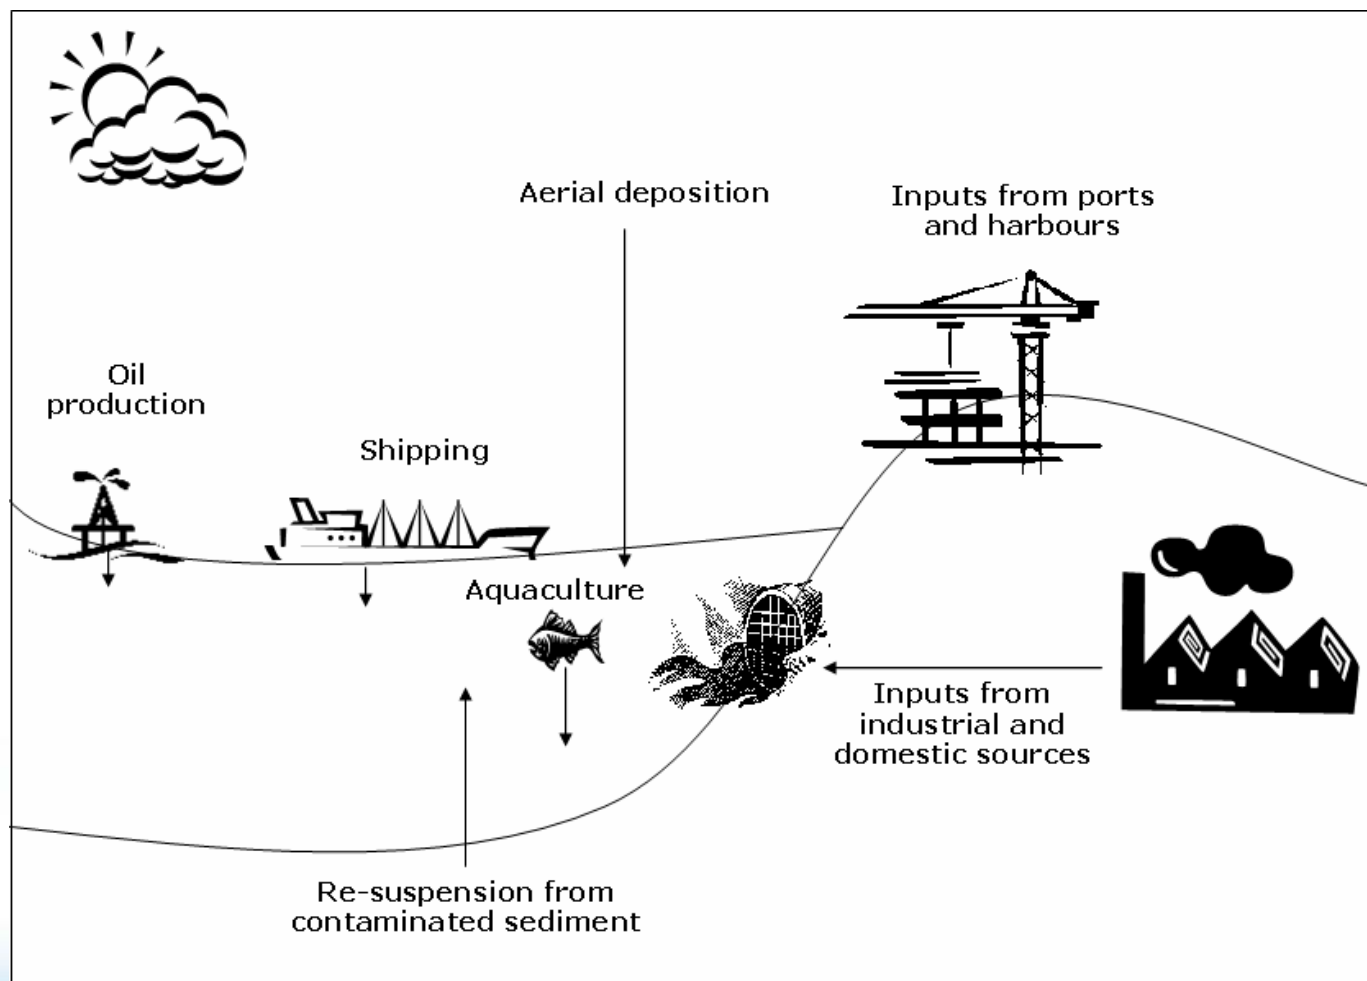 Aerial deposition
Inputs from ports
and harbours
Oil
production
Shipping
Aquaculture
Inputs from
industrial and
domestic sources
Re-suspension from
contaminated sediment